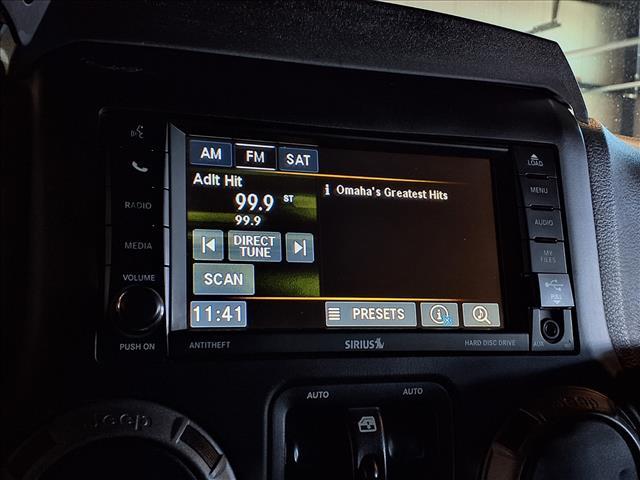 AM FM SAT
LOAD
Adlt Hit
i Omaha's Greatest Hits
99.9 ST
99.9
MENU
RADIO
AUDIO
DIRECT
TUNE
MEDIA
MY
FILES
SCAN
VOLUME
PULL
11:41
PRESETS
i
PUSH ON
ANTITHEFT
SIRIUS
HARD DISC DRIVE
AUX
AUTO
AUTO
Jeep
Jeep